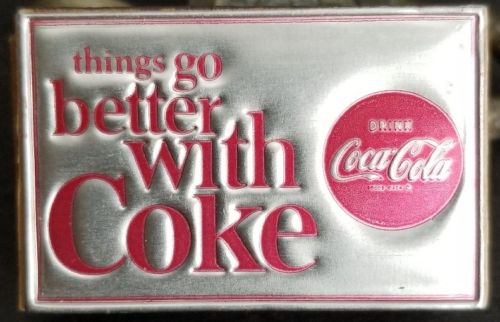 things go
better
with
Coke
DRINK
Coca-Cola